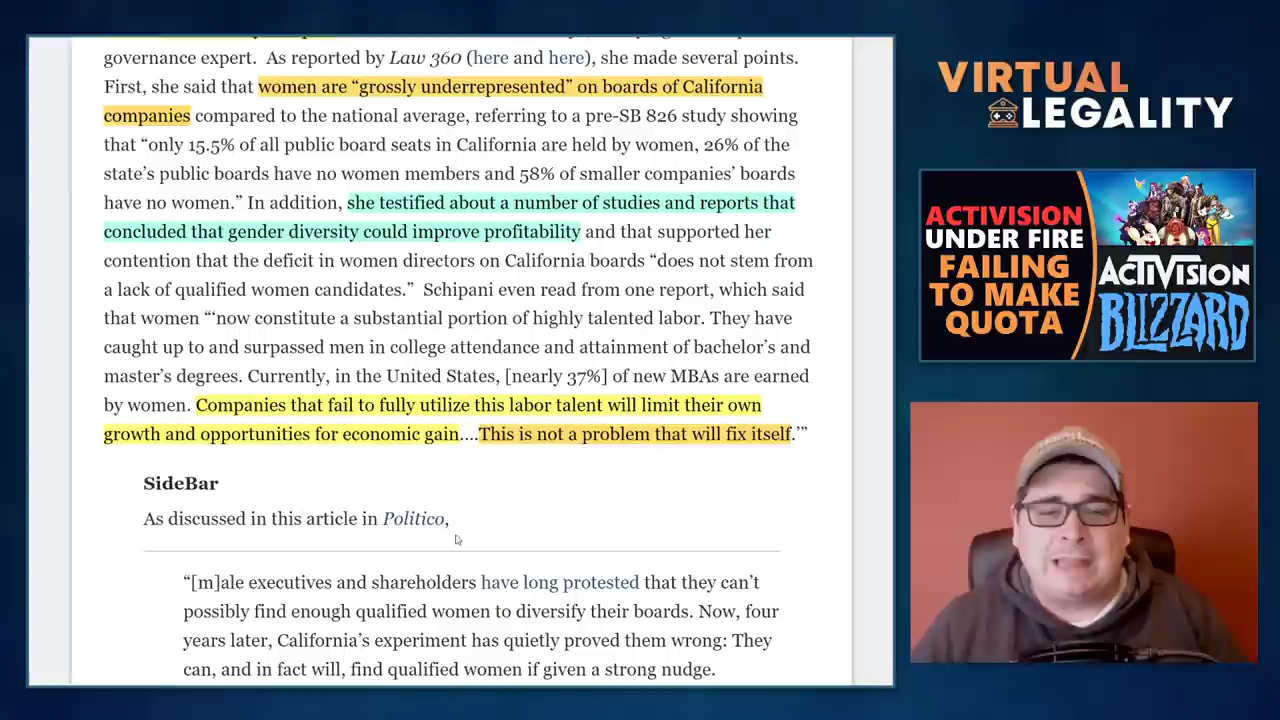 governance expert. As reported by Law 360 (here and here), she made several points.
First, she said that women are “grossly underrepresented” on boards of California
companies compared to the national average, referring to a pre-SB 826 study showing
that “only 15.5% of all public board seats in California are held by women, 26% of the
state’s public boards have no women members and 58% of smaller companies’ boards
have no women.” In addition, she testified about a number of studies and reports that
concluded that gender diversity could improve profitability and that supported her
contention that the deficit in women directors on California boards “does not stem from
a lack of qualified women candidates.” Schipani even read from one report, which said
that women “‘now constitute a substantial portion of highly talented labor. They have
caught up to and surpassed men in college attendance and attainment of bachelor’s and
master’s degrees. Currently, in the United States, [nearly 37%] of new MBAs are earned
by women. Companies that fail to fully utilize this labor talent will limit their own
growth and opportunities for economic gain....This is not a problem that will fix itself.’”
SideBar
As discussed in this article in Politico,
“[m]ale executives and shareholders have long protested that they can’t
possibly find enough qualified women to diversify their boards. Now, four
years later, California’s experiment has quietly proved them wrong: They
can, and in fact will, find qualified women if given a strong nudge.
VIRTUAL
LEGALITY
ACTIVISION
UNDER FIRE
FAILING
TO MAKE
QUOTA
ACTIVISION
BLIZZARD